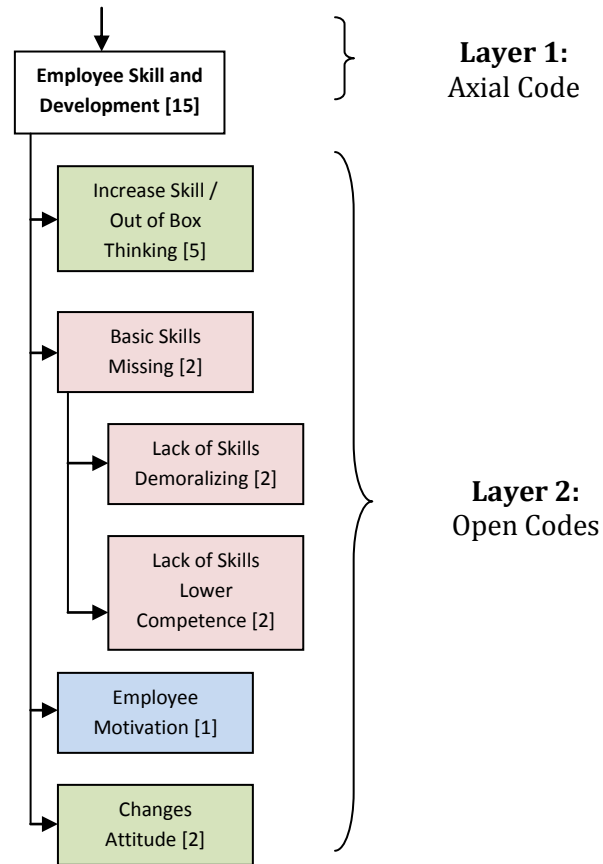 Employee Skill and
Development [15]
Layer 1:
Axial Code
Increase Skill /
Out of Box
Thinking [5]
Basic Skills
Missing [2]
Lack of Skills
Demoralizing [2]
Layer 2:
Open Codes
Lack of Skills
Lower
Competence [2]
Employee
Motivation [1]
Changes
Attitude [2]